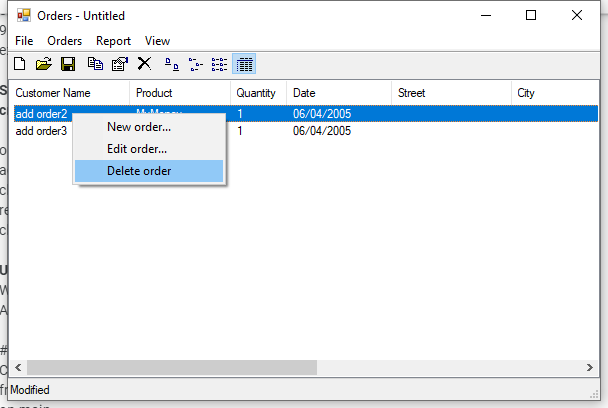 Orders - Untitled
File Orders Report View
Customer Name Product Quantity Date Street City
add order2 MyMoney 1 06/04/2005
add order3 1 06/04/2005
New order...
Edit order...
Delete order
Modified